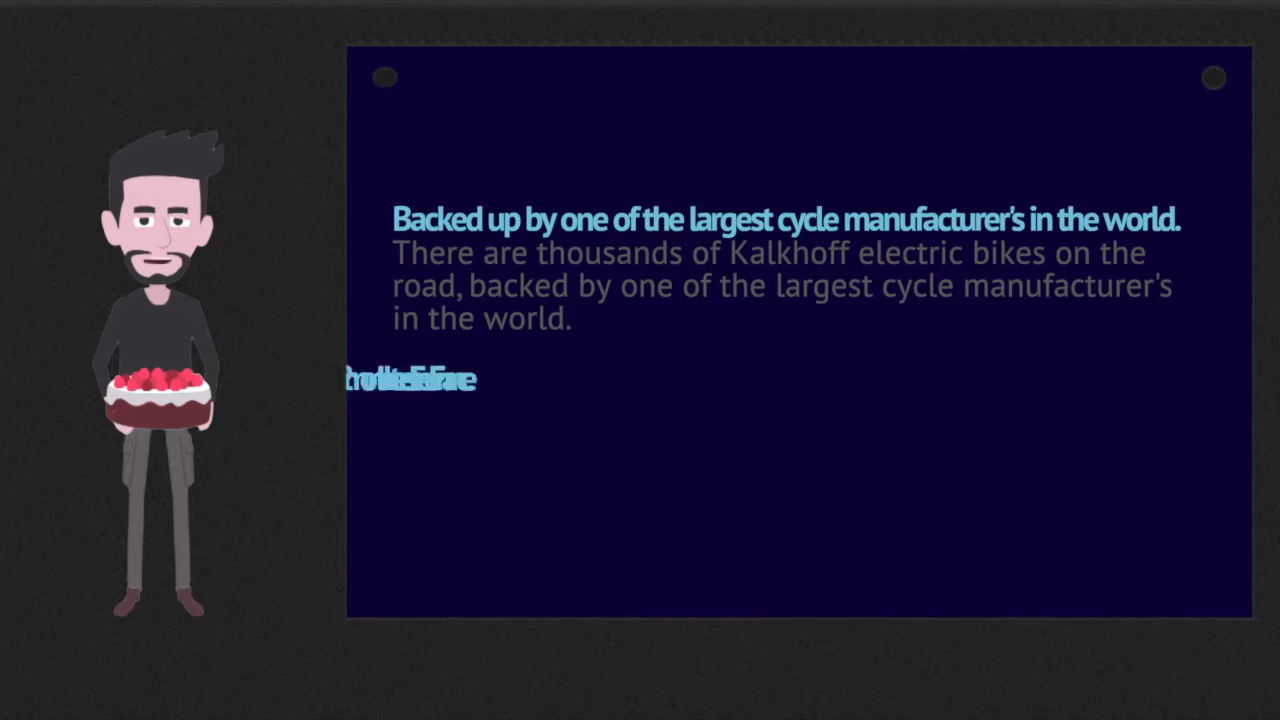 Backed up by one of the largest cycle manufacturer's in the world.
There are thousands of Kalkhoff electric bikes on the
road, backed by one of the largest cycle manufacturer's
in the world.